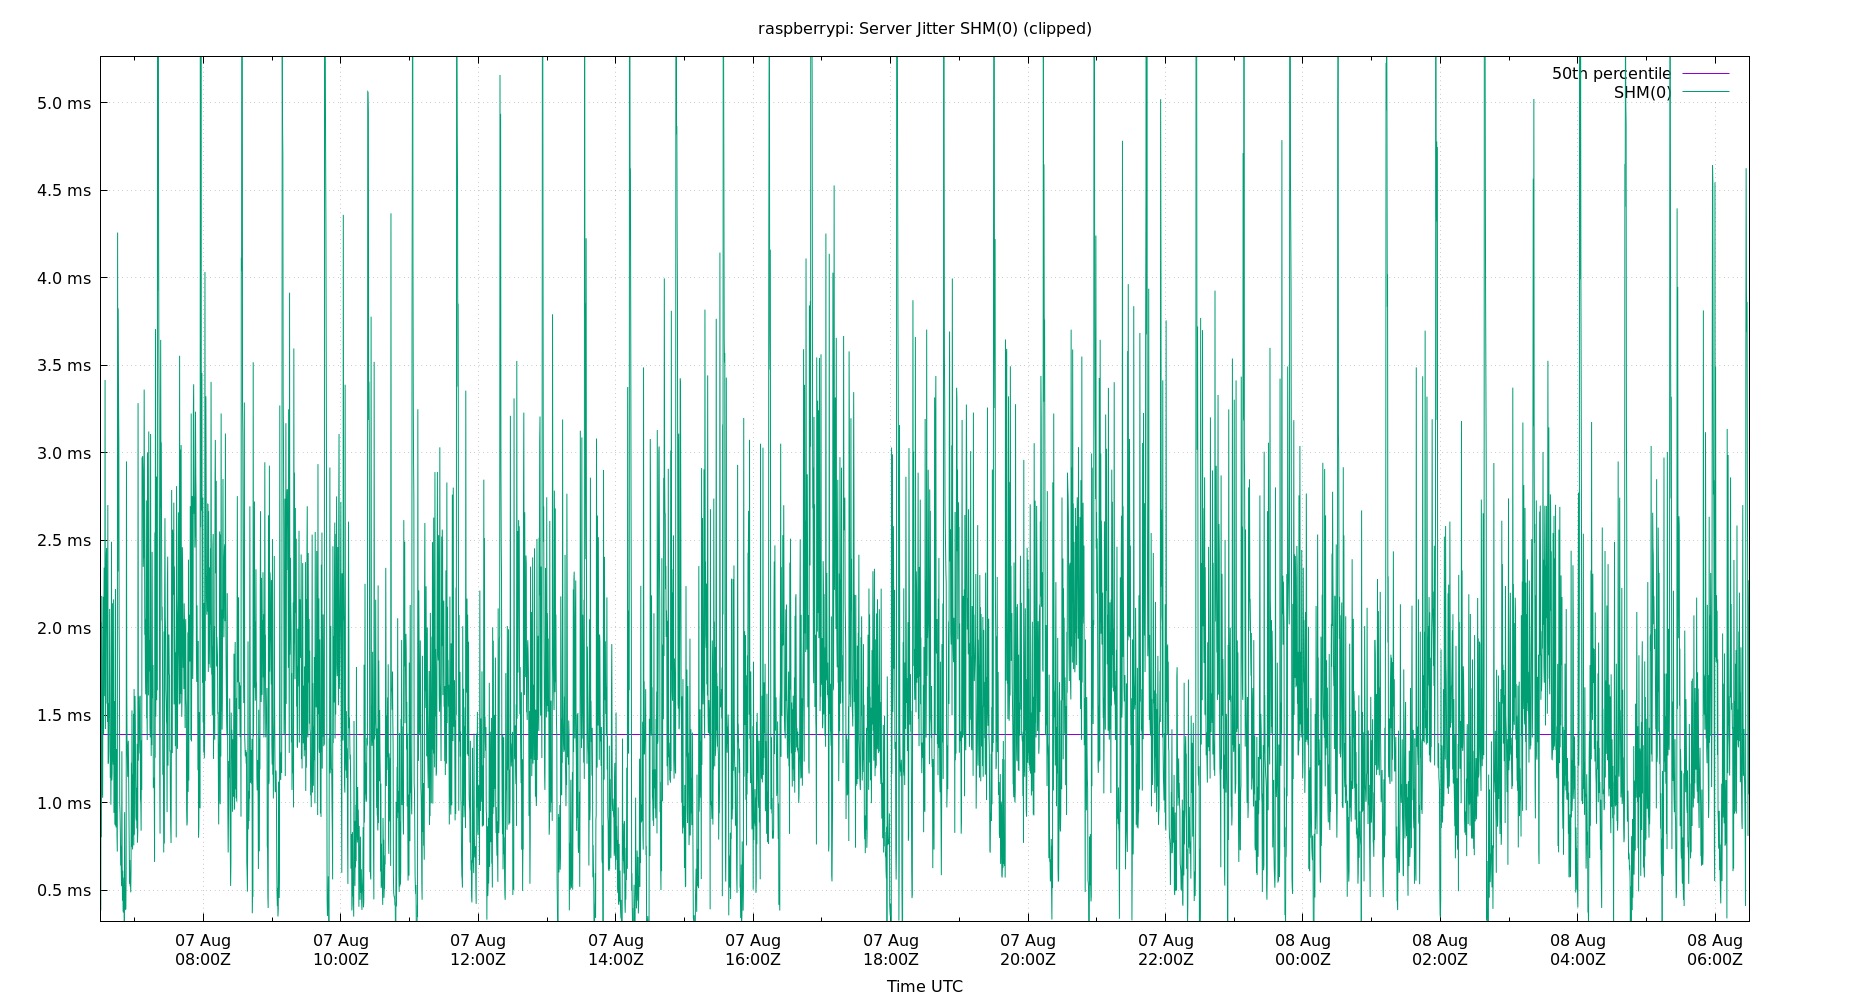 raspberrypi: Server Jitter SHM(0) (clipped)
50th percentile
SHM(0)
5.0 ms
4.5 ms
4.0 ms
3.5 ms
3.0 ms
2.5 ms
2.0 ms
1.5 ms
1.0 ms
0.5 ms
07 Aug 07 Aug 07 Aug 07 Aug 07 Aug 07 Aug 07 Aug 07 Aug 08 Aug 08 Aug 08 Aug 08 Aug
08:00Z 10:00Z 12:00Z 14:00Z 16:00Z 18:00Z 20:00Z 22:00Z 00:00Z 02:00Z 04:00Z 06:00Z
Time UTC